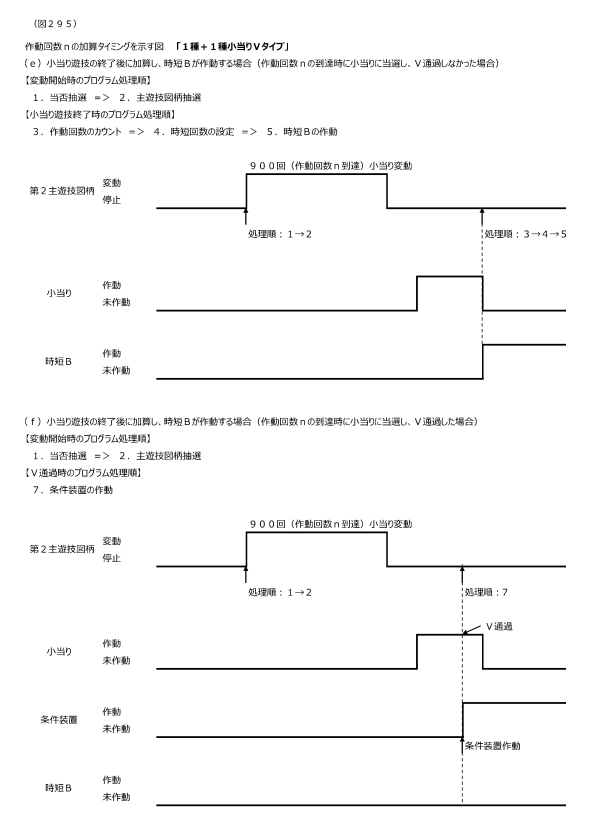 （図２９５）
作動回数ｎの加算タイミングを示す図　「１種＋１種小当りＶタイプ」
（ｅ）小当り遊技の終了後に加算し、時短Ｂが作動する場合（作動回数ｎの到達時に小当りに当選し、Ｖ通過しなかった場合）
【変動開始時のプログラム処理順】
１．当否抽選　＝＞　２．主遊技図柄抽選
【小当り遊技終了時のプログラム処理順】
３．作動回数のカウント　＝＞　４．時短回数の設定　＝＞　５．時短Ｂの作動
９００回（作動回数ｎ到達）小当り変動
第２主遊技図柄　変動
停止
処理順：１→２　処理順：３→４→５
小当り　作動
未作動
時短Ｂ　作動
未作動
（ｆ）小当り遊技の終了後に加算し、時短Ｂが作動する場合（作動回数ｎの到達時に小当りに当選し、Ｖ通過した場合）
【変動開始時のプログラム処理順】
１．当否抽選　＝＞　２．主遊技図柄抽選
【Ｖ通過時のプログラム処理順】
７．条件装置の作動
９００回（作動回数ｎ到達）小当り変動
第２主遊技図柄　変動
停止
処理順：１→２　処理順：７
Ｖ通過
小当り　作動
未作動
条件装置　作動
未作動
条件装置作動
時短Ｂ　作動
未作動